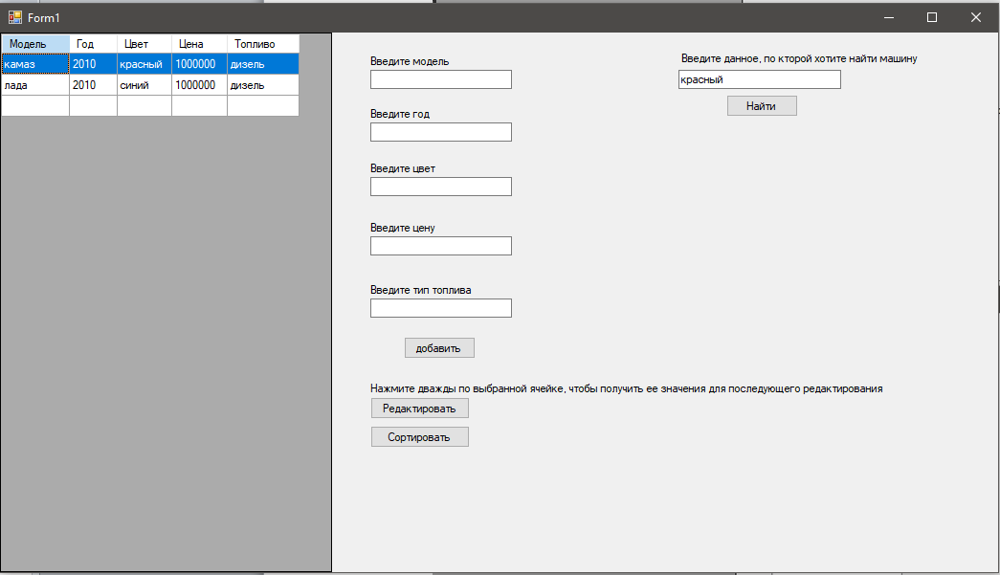 Form1
Модель Год Цвет Цена Топливо
камаз 2010 красный 1000000 дизель
лада 2010 синий 1000000 дизель
Введите модель
Введите год
Введите цвет
Введите цену
Введите тип топлива
добавить
Нажмите дважды по выбранной ячейке, чтобы получить ее значения для последующего редактирования
Редактировать
Сортировать
Введите данное, по кторой хотите найти машину
красный
Найти